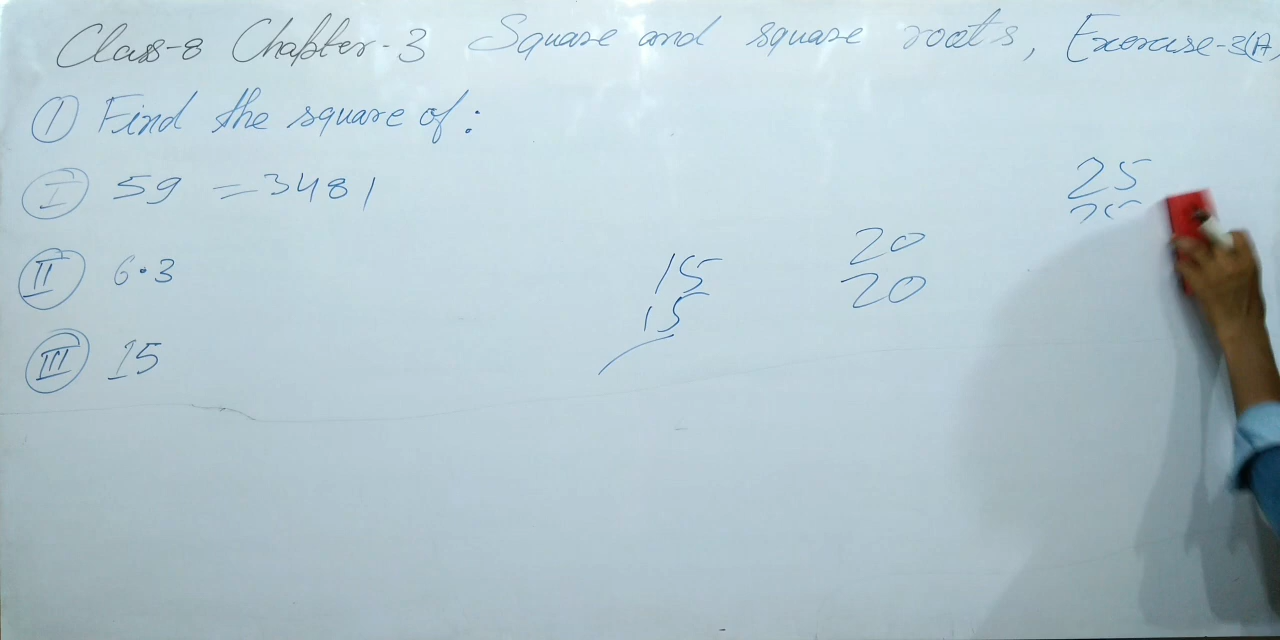 Class-8 Chapter-3 Square and square roots, Exercise-3(A)
① Find the square of:
Ⓘ 59 = 3481
Ⅱ 6.3
Ⅲ 15
15
15
20
20
25
25